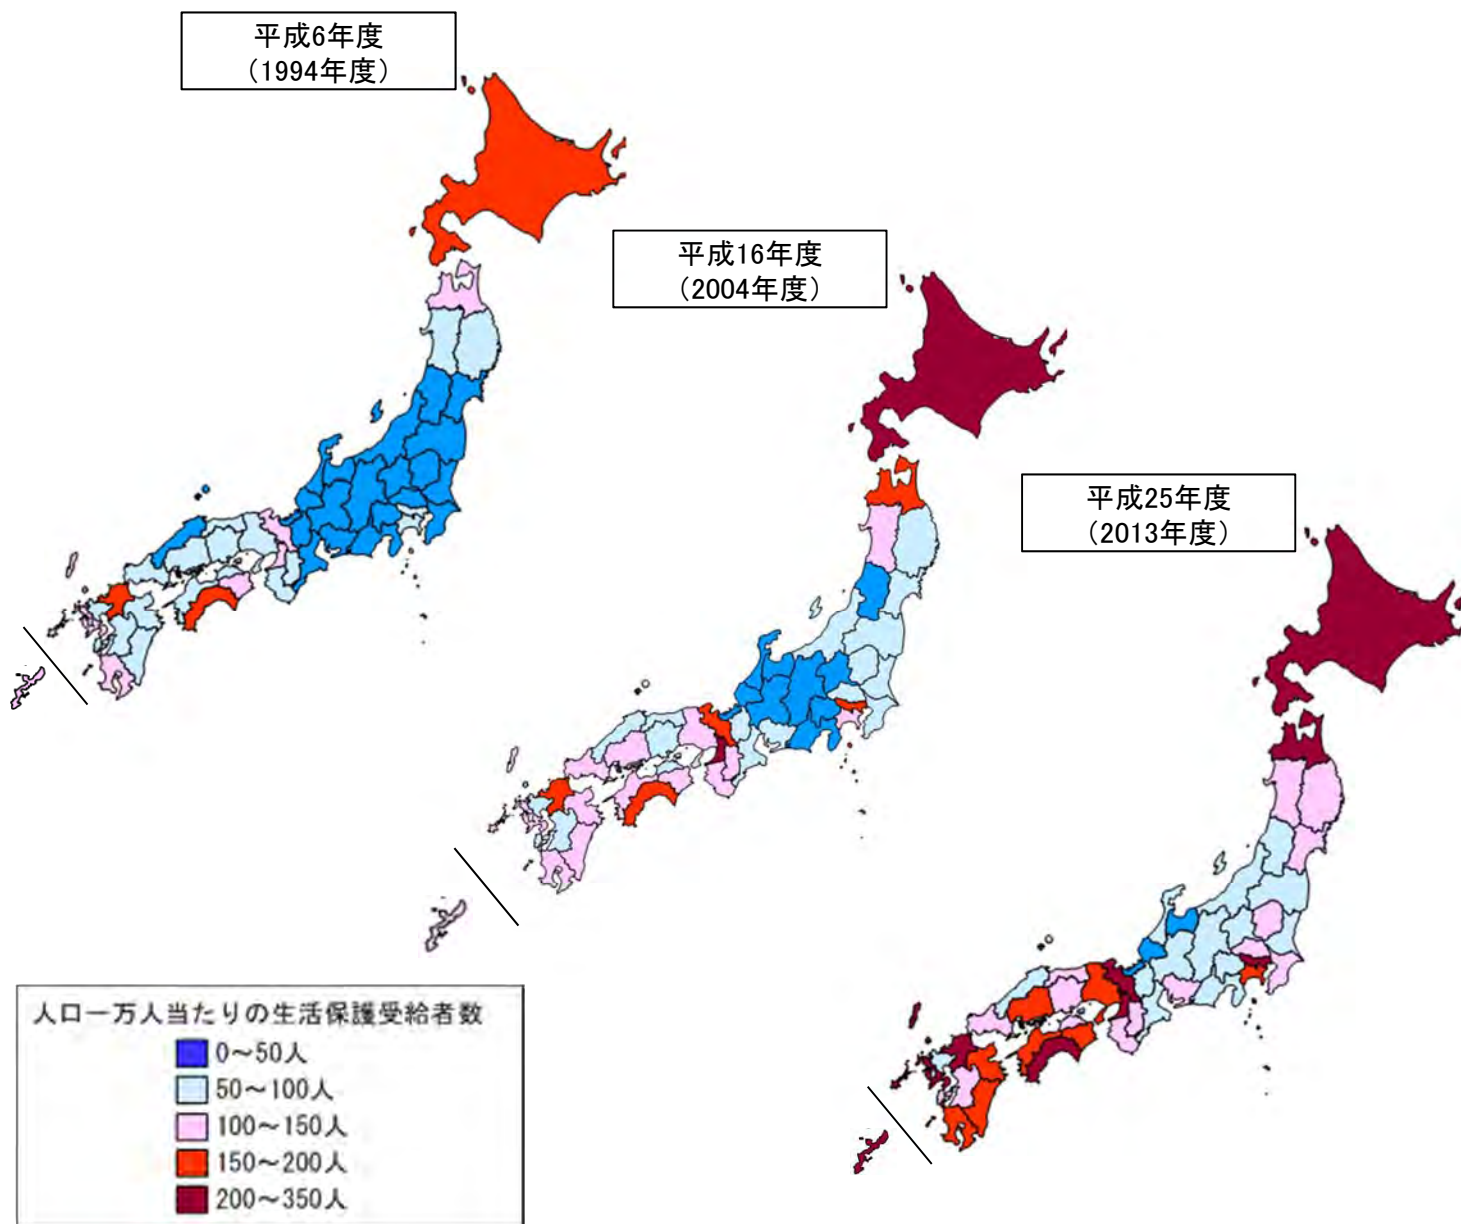 平成6年度
（1994年度）
平成16年度
（2004年度）
平成25年度
（2013年度）
人口一万人当たりの生活保護受給者数
0～50人
50～100人
100～150人
150～200人
200～350人